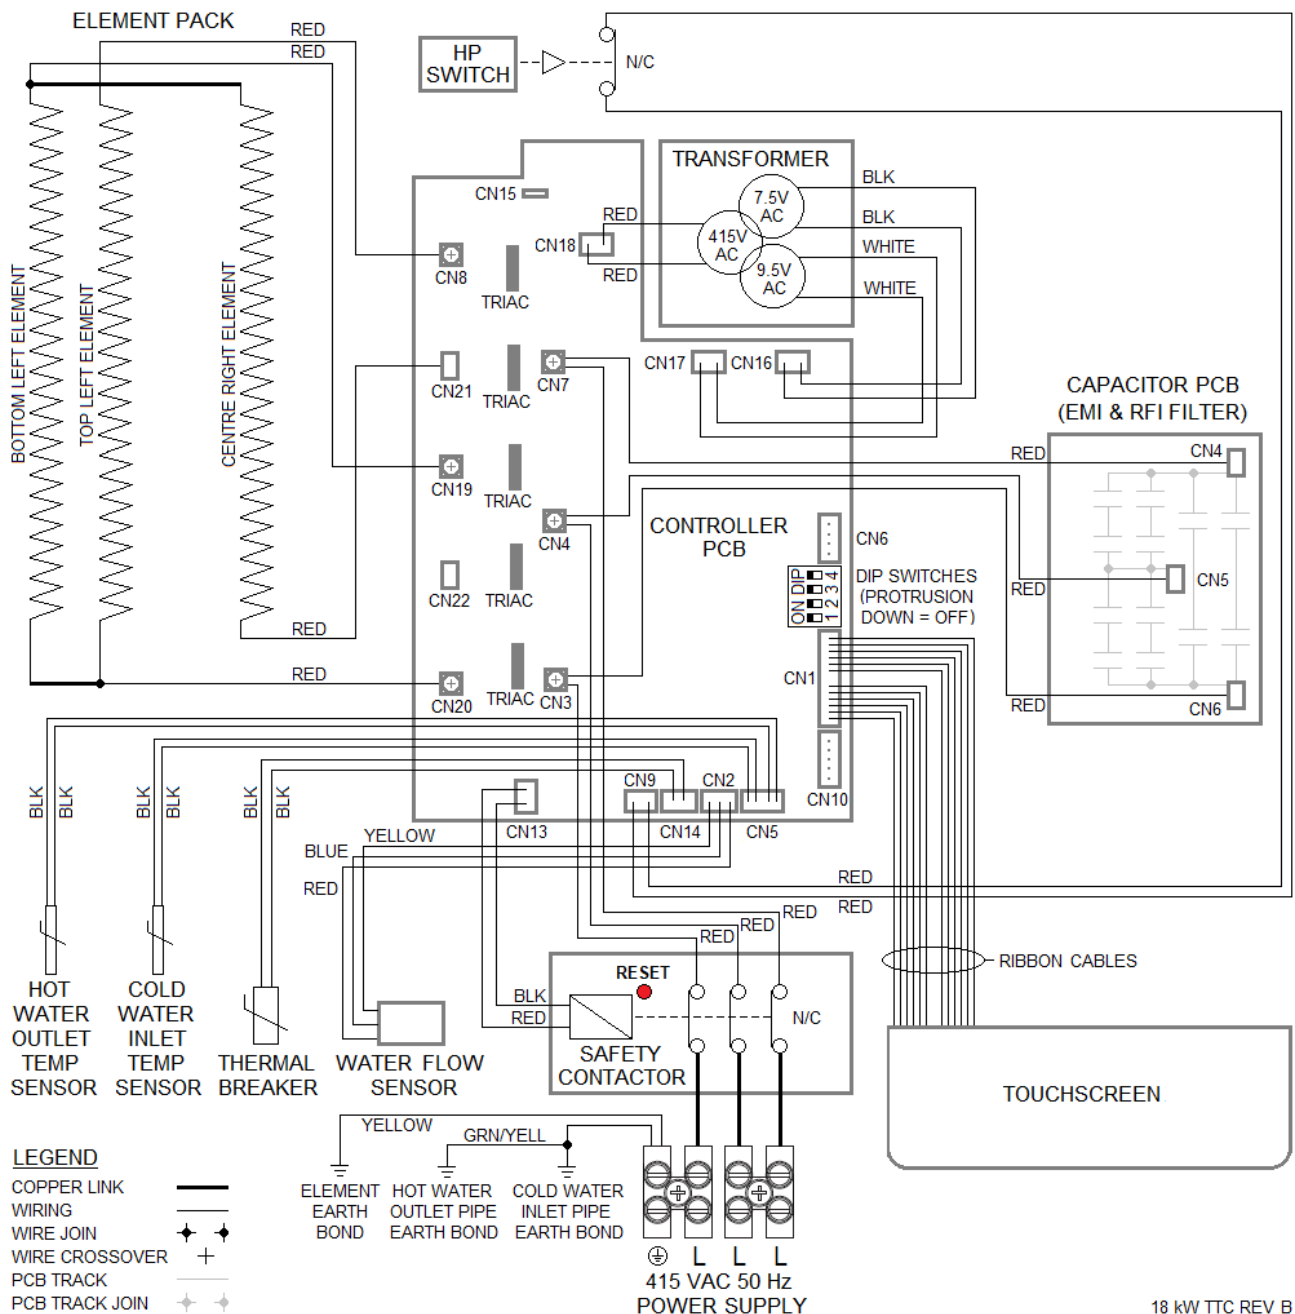 ELEMENT PACK
RED
RED
HP
SWITCH
N/C
BOTTOM LEFT ELEMENT
TOP LEFT ELEMENT
CENTRE RIGHT ELEMENT
RED
RED
TRANSFORMER
7.5V
AC
415V
AC
9.5V
AC
BLK
BLK
WHITE
WHITE
CN15
CN18
RED
RED
CN8
TRIAC
CN21
TRIAC
CN7
CN17
CN16
CN19
TRIAC
CN4
CN22
TRIAC
CN20
TRIAC
CN3
CONTROLLER
PCB
CN6
ON DIP
1 2 3 4
DIP SWITCHES
(PROTRUSION
DOWN = OFF)
CN1
CN10
CAPACITOR PCB
(EMI & RFI FILTER)
RED
CN4
RED
CN5
RED
CN6
BLK
BLK
BLK
BLK
BLK
BLK
CN13
CN9
CN14
CN2
CN5
YELLOW
BLUE
RED
RED
RED
RED
RED
RED
HOT
WATER
OUTLET
TEMP
SENSOR
COLD
WATER
INLET
TEMP
SENSOR
THERMAL
BREAKER
WATER FLOW
SENSOR
RESET
BLK
RED
N/C
SAFETY
CONTACTOR
RIBBON CABLES
TOUCHSCREEN
YELLOW
GRN/YELL
ELEMENT
EARTH
BOND
HOT WATER
OUTLET PIPE
EARTH BOND
COLD WATER
INLET PIPE
EARTH BOND
L L L
415 VAC 50 Hz
POWER SUPPLY
LEGEND
COPPER LINK
WIRING
WIRE JOIN
WIRE CROSSOVER
PCB TRACK
PCB TRACK JOIN
18 kW TTC REV B